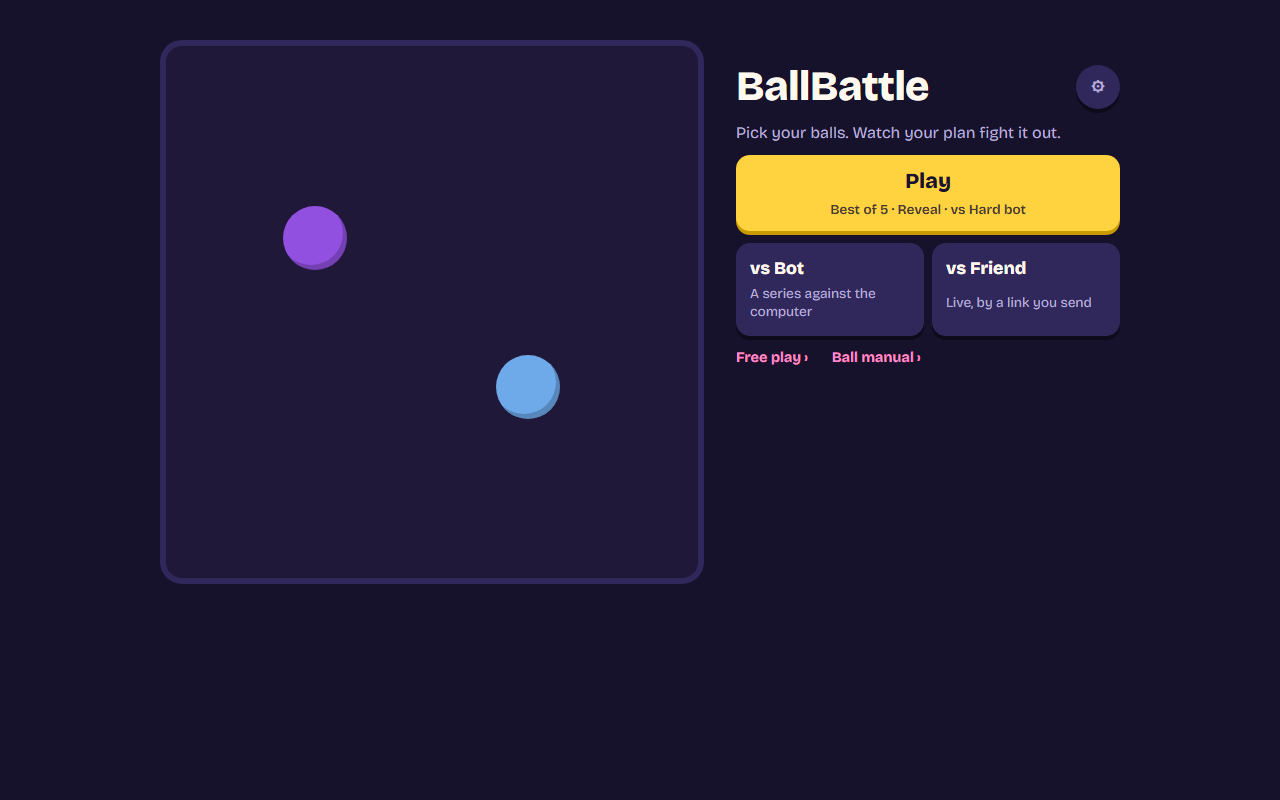 BallBattle
Pick your balls. Watch your plan fight it out.
Play
Best of 5 · Reveal · vs Hard bot
vs Bot
A series against the
computer
vs Friend
Live, by a link you send
Free play ›
Ball manual ›